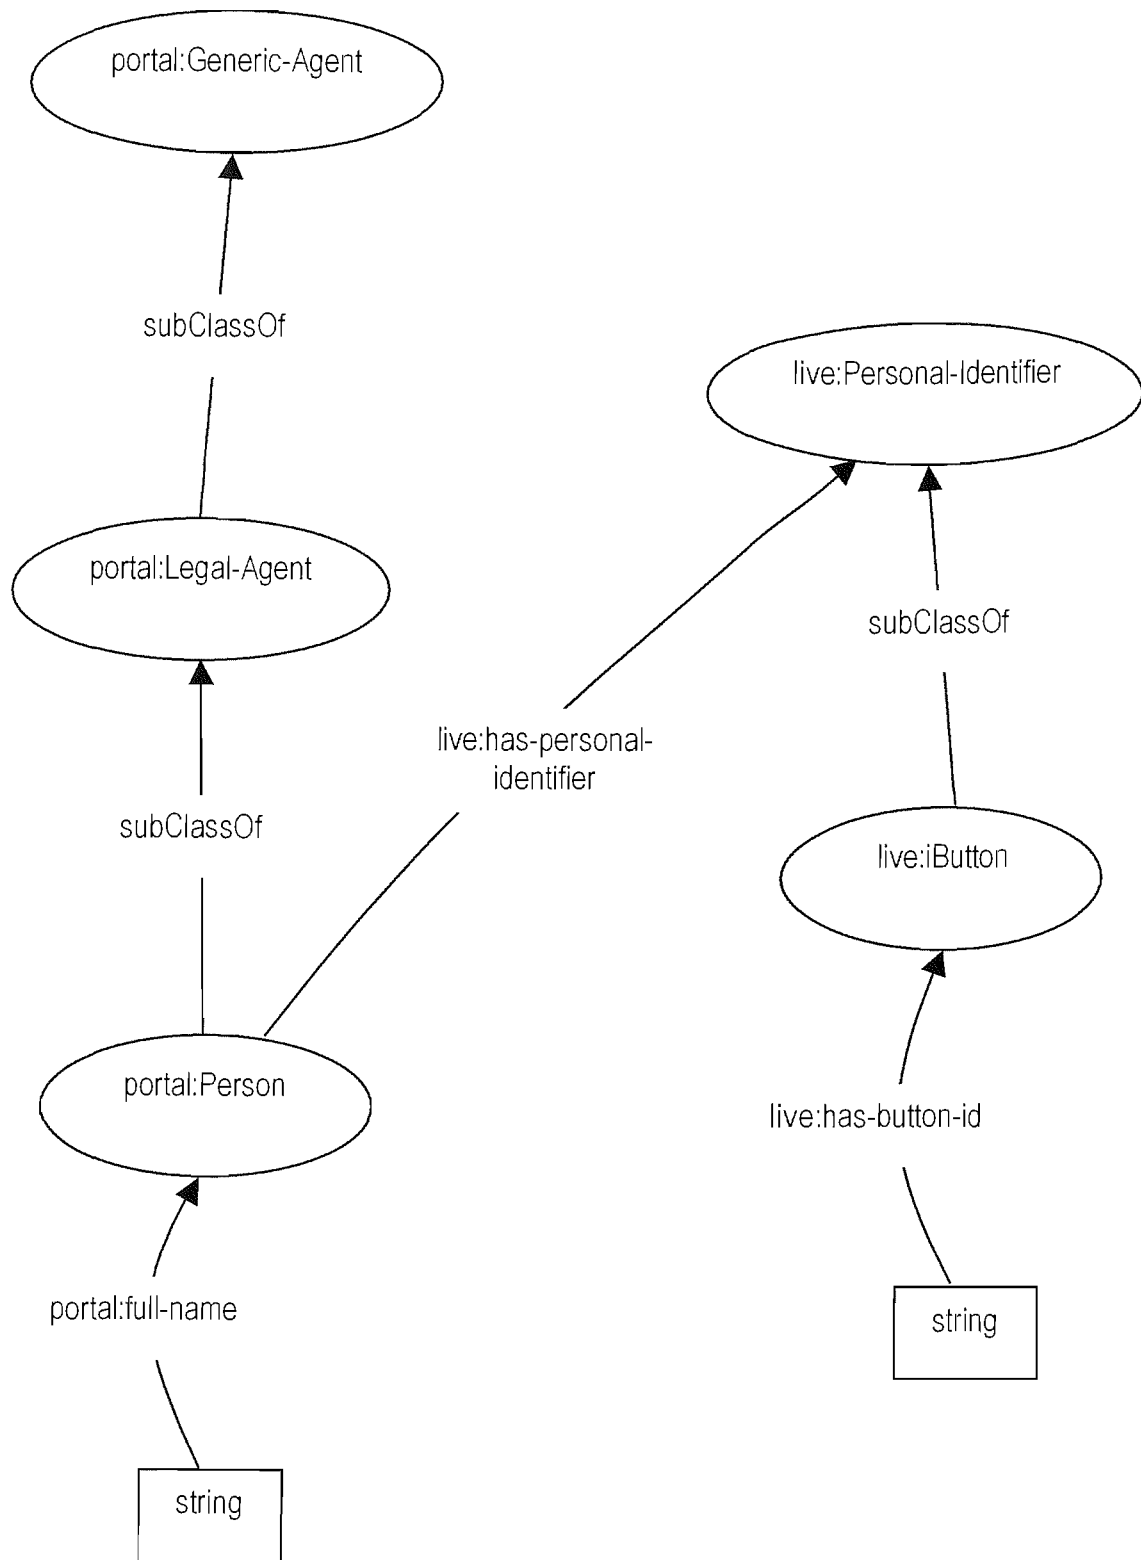 portal:Generic-Agent
subClassOf
live:Personal-Identifier
portal:Legal-Agent
subClassOf
live:has-personal-
identifier
subClassOf
live:iButton
portal:Person
live:has-button-id
portal:full-name
string
string